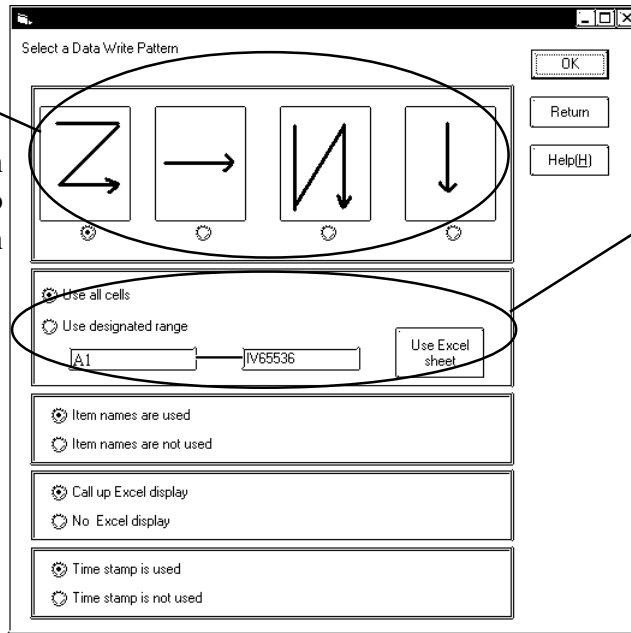 Select a Data Write Pattern
OK
Return
Help(H)
Use all cells
Use designated range
A1
IV65536
Use Excel
sheet
Item names are used
Item names are not used
Call up Excel display
No Excel display
Time stamp is used
Time stamp is not used